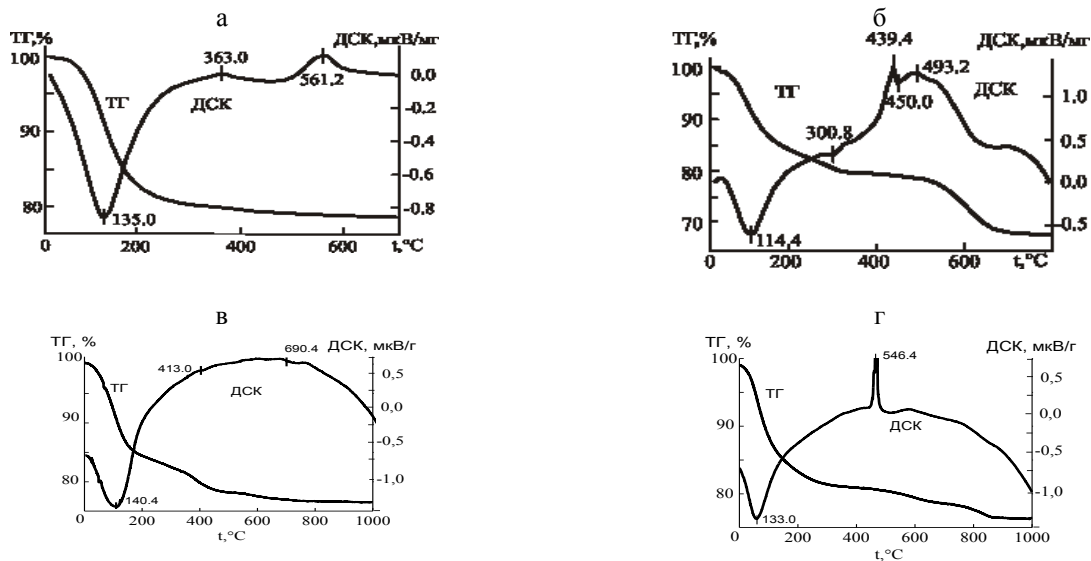 а
ТГ,%
ДСК,мкВ/мг
100
90
80
363.0
561,2
ТГ
ДСК
135.0
0.0
-0.2
-0.4
-0.6
-0.8
0
200
400
600
t,°C
б
ТГ,%
ДСК,мкВ/мг
100
90
80
70
439.4
493,2
450.0
300.8
ТГ
ДСК
114.4
1.0
0.5
0.0
-0.5
0
200
400
600
t,°C
в
ТГ, %
ДСК, мкВ/г
100
90
80
413.0
690.4
ТГ
ДСК
140.4
0,5
0,0
-0,5
-1,0
0
200
400
600
800
1000
t,°C
г
ТГ, %
ДСК, мкВ/г
100
90
80
546.4
ТГ
ДСК
133.0
0,5
0,0
-0,5
-1,0
0
200
400
600
800
1000
t,°C